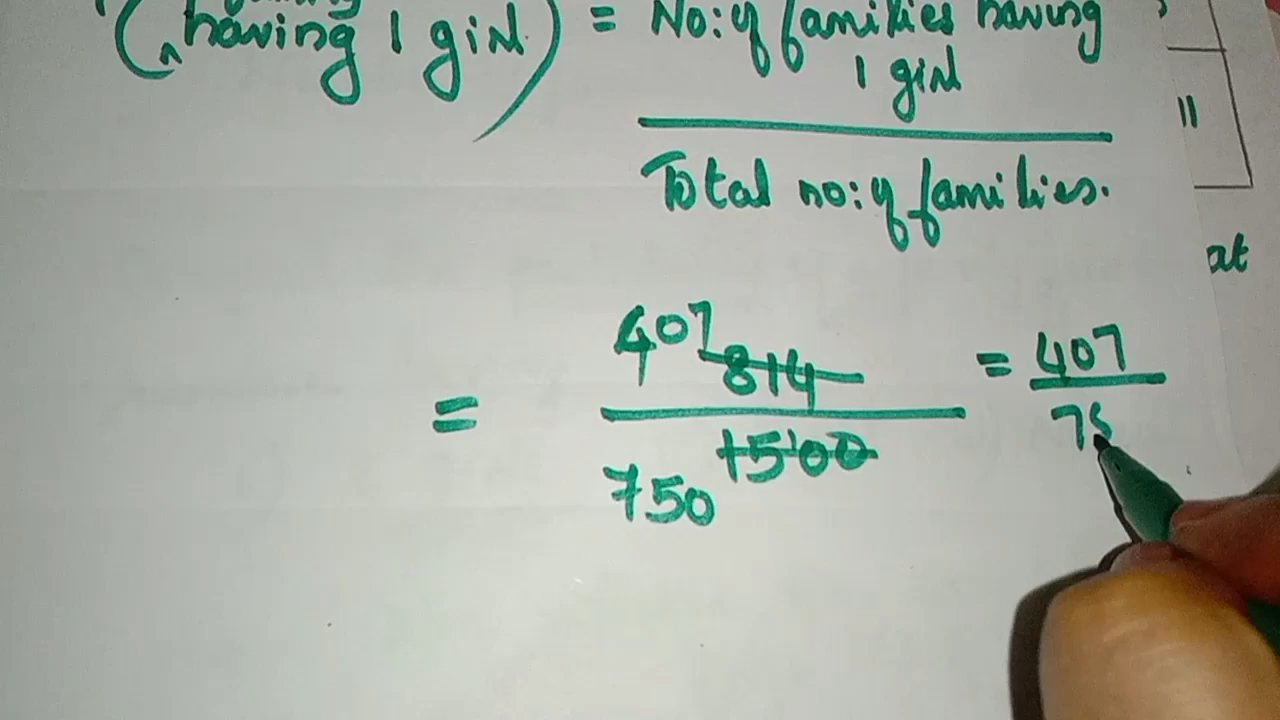 (having 1 girl) = No: of families having
1 girl
Total no: of families.
at
407 814 = 407
= 
750 1500 75